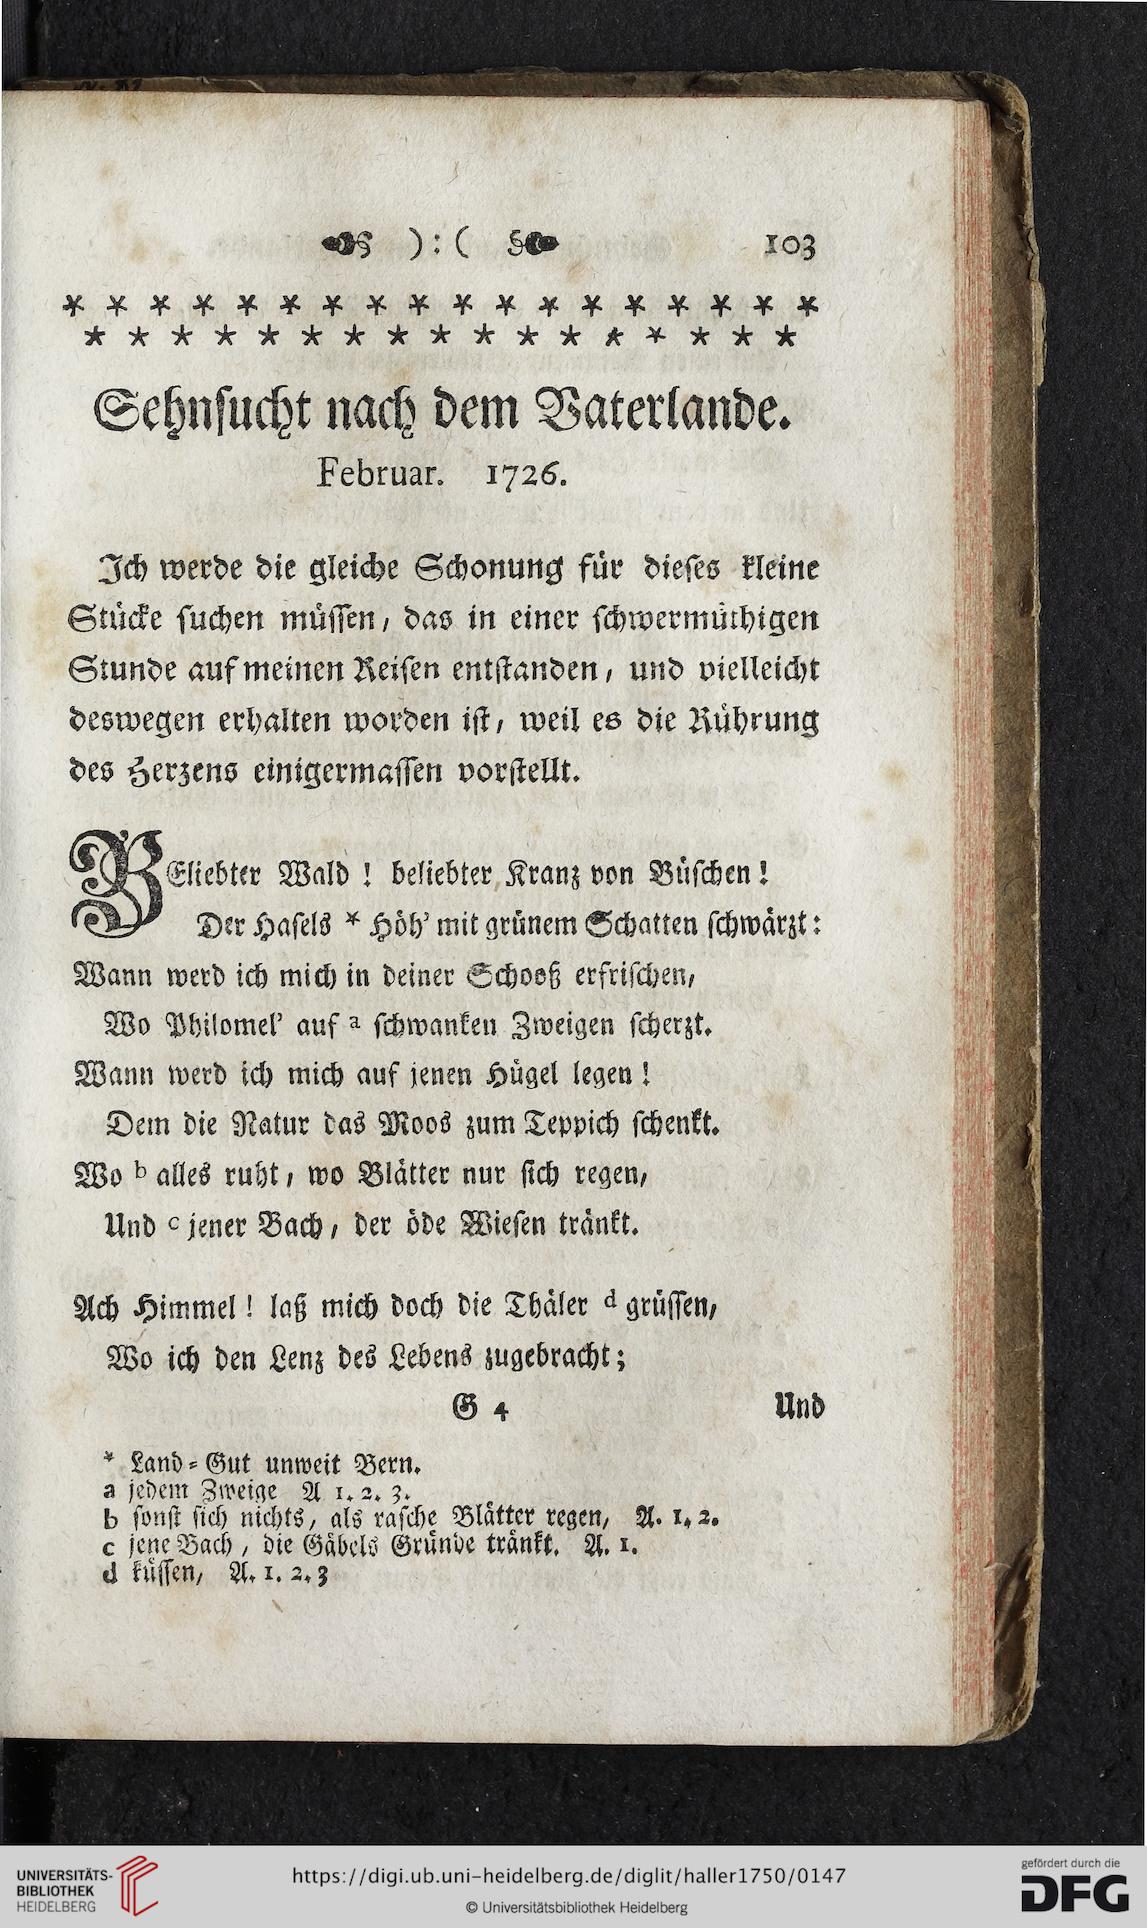 ):( 103
* * * * * * * * * * * * * * * * * *
* * * * * * * * * * * * * * * * *
Sehnsucht nach dem Vaterlande.
Februar. 1726.
Ich werde die gleiche Schonung für dieses kleine
Stücke suchen müssen, das in einer schwermüthigen
Stunde auf meinen Reisen entstanden, und vielleicht
deswegen erhalten worden ist, weil es die Rührung
des Herzens einigermassen vorstellt.
BEliebter Wald ! beliebter Kranz von Büschen !
Der Hasels * Höh' mit grünem Schatten schwärzt:
Wann werd ich mich in deiner Schooß erfrischen,
Wo Philomel' auf a schwanken Zweigen scherzt.
Wann werd ich mich auf jenen Hügel legen !
Dem die Natur das Moos zum Teppich schenkt.
Wo b alles ruht, wo Blätter nur sich regen,
Und c jener Bach, der öde Wiesen tränkt.
Ach Himmel ! laß mich doch die Thäler d grüssen,
Wo ich den Lenz des Lebens zugebracht;
G 4 Und
* Land-Gut unweit Bern.
a jedem Zweige A 1. 2. 3.
b sonst sich nichts, als rasche Blätter regen, A. 1. 2.
c jene Bach, die Gäbels Gründe tränkt. A. 1.
d küssen, A. 1. 2. 3
UNIVERSITÄTS-
BIBLIOTHEK
HEIDELBERG
https://digi.ub.uni-heidelberg.de/diglit/haller1750/0147
© Universitätsbibliothek Heidelberg
gefördert durch die
DFG